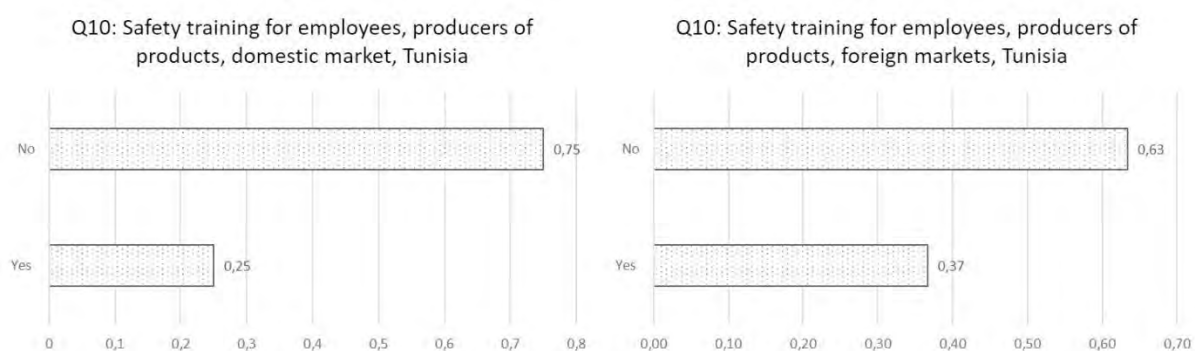 Q10: Safety training for employees, producers of
products, domestic market, Tunisia
No
0,75
Yes
0,25
0
0,1
0,2
0,3
0,4
0,5
0,6
0,7
0,8
Q10: Safety training for employees, producers of
products, foreign markets, Tunisia
No
0,63
Yes
0,37
0,00
0,10
0,20
0,30
0,40
0,50
0,60
0,70